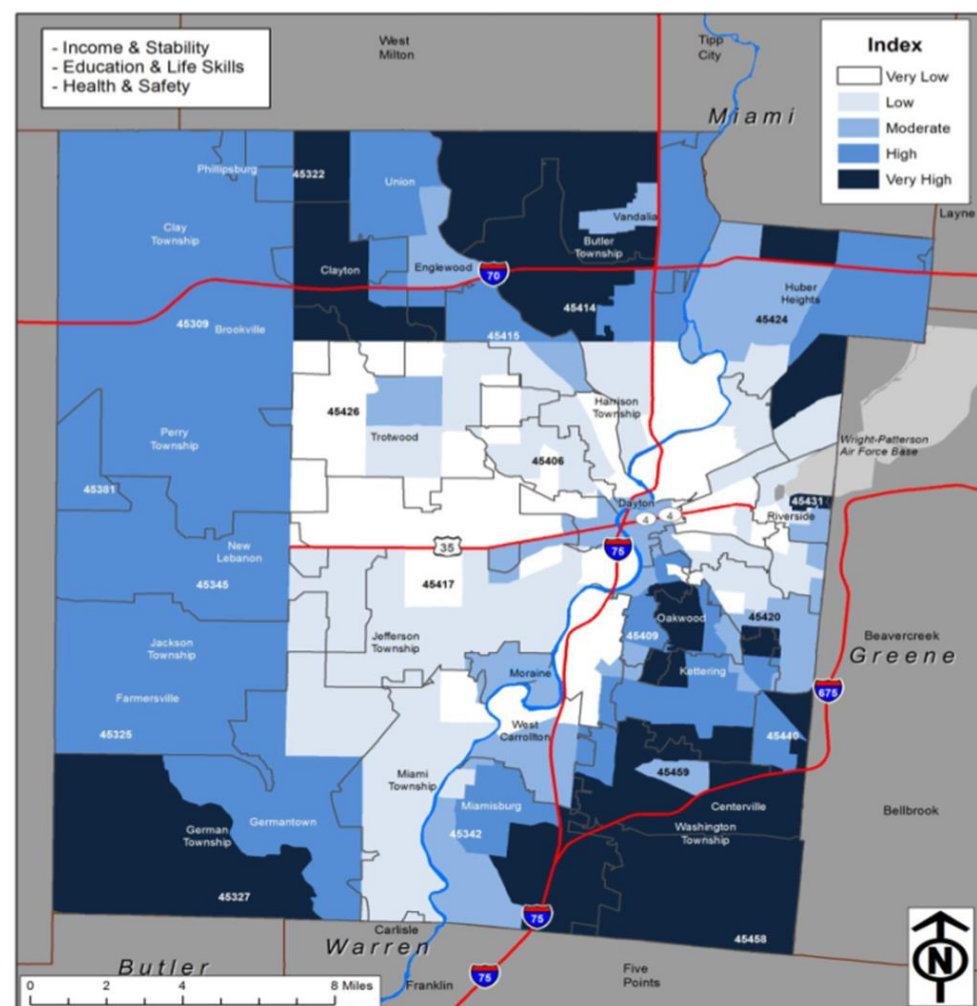 - Income & Stability
- Education & Life Skills
- Health & Safety
West
Milton
Tipp
City
Index
Very Low
Low
Moderate
High
Very High
Miami
Layne
Phillipsburg
45322
Union
Vandalia
Clay
Township
Butler
Township
Clayton
Englewood
70
Huber
Heights
45414
45424
45309
Brookville
45415
45426
Harrison
Township
Trotwood
Perry
Township
Wright-Patterson
Air Force Base
45406
45381
45431
Dayton
4
4
Riverside
New
Lebanon
35
75
45345
45417
45420
Oakwood
Jackson
Township
Jefferson
Township
45409
Beavercreek
Greene
Moraine
Kettering
Farmersville
675
West
Carrollton
45325
45440
Miami
Township
45459
Miamisburg
Centerville
Bellbrook
German
Township
Germantown
45342
Washington
Township
45327
75
Carlisle
Warren
45458
Butler
75
Franklin
Five
Points
N
0 2 4 8 Miles